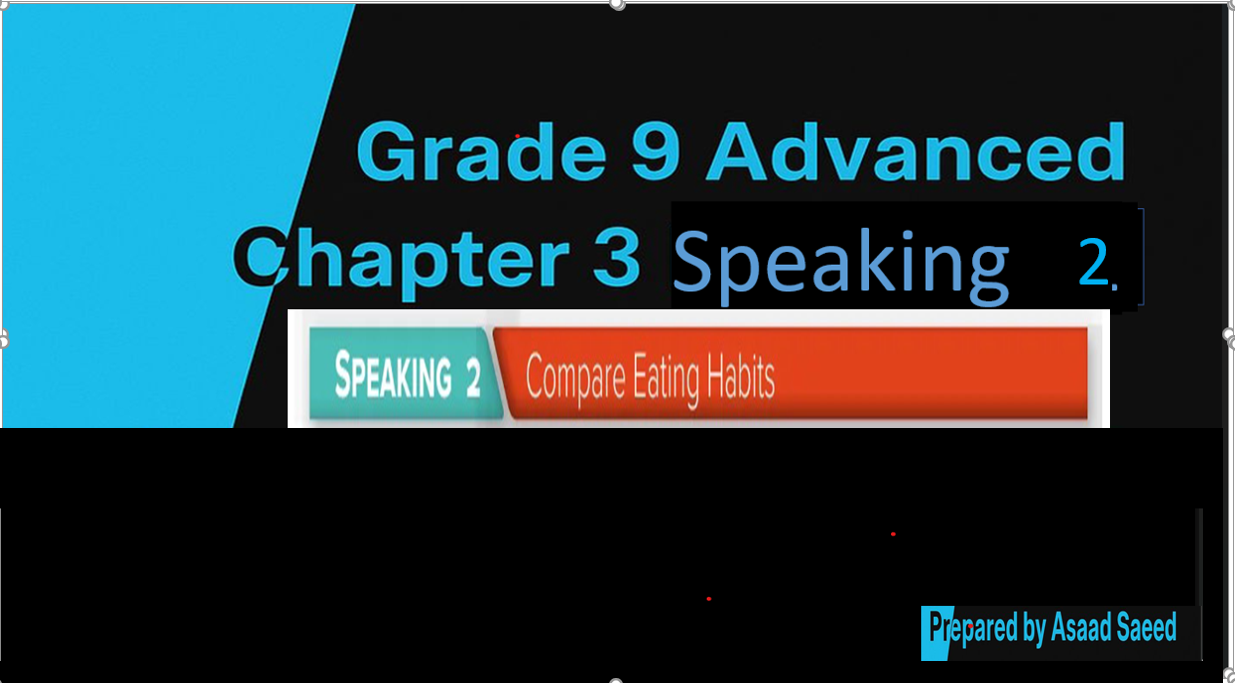 Grade 9 Advanced
Chapter 3 Speaking 2.
SPEAKING 2 Compare Eating Habits
Prepared by Asaad Saeed